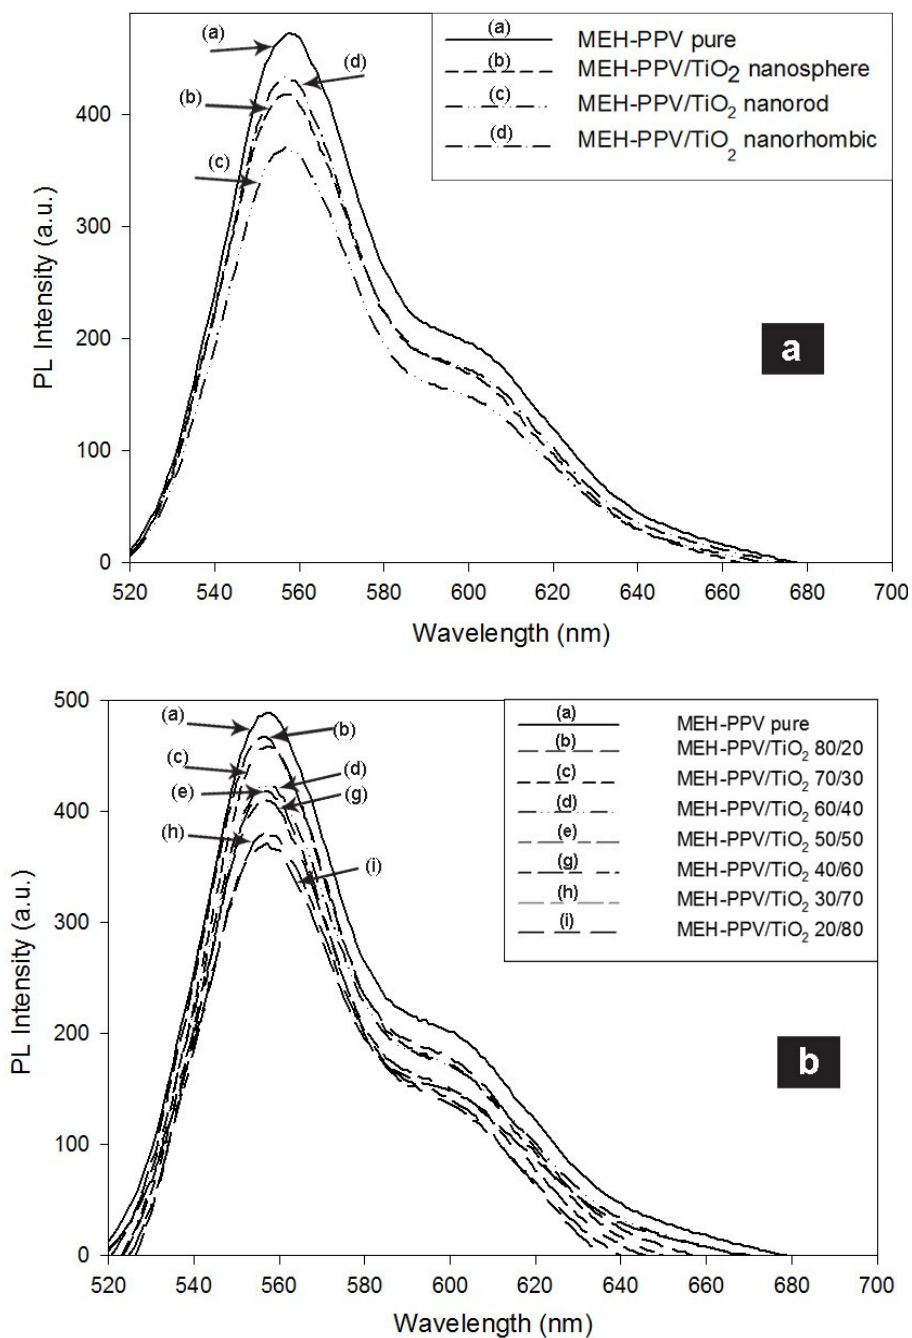 (a)
(d)
(b)
(c)
(a) MEH-PPV pure
(b) MEH-PPV/TiO2 nanosphere
(c) MEH-PPV/TiO2 nanorod
(d) MEH-PPV/TiO2 nanorhombic
400
300
200
100
0
PL Intensity (a.u.)
a
520 540 560 580 600 620 640 660 680 700
Wavelength (nm)
(a)
(b)
(c)
(d)
(e)
(g)
(h)
(i)
(a) MEH-PPV pure
(b) MEH-PPV/TiO2 80/20
(c) MEH-PPV/TiO2 70/30
(d) MEH-PPV/TiO2 60/40
(e) MEH-PPV/TiO2 50/50
(g) MEH-PPV/TiO2 40/60
(h) MEH-PPV/TiO2 30/70
(i) MEH-PPV/TiO2 20/80
500
400
300
200
100
0
PL Intensity (a.u.)
b
520 540 560 580 600 620 640 660 680 700
Wavelength (nm)